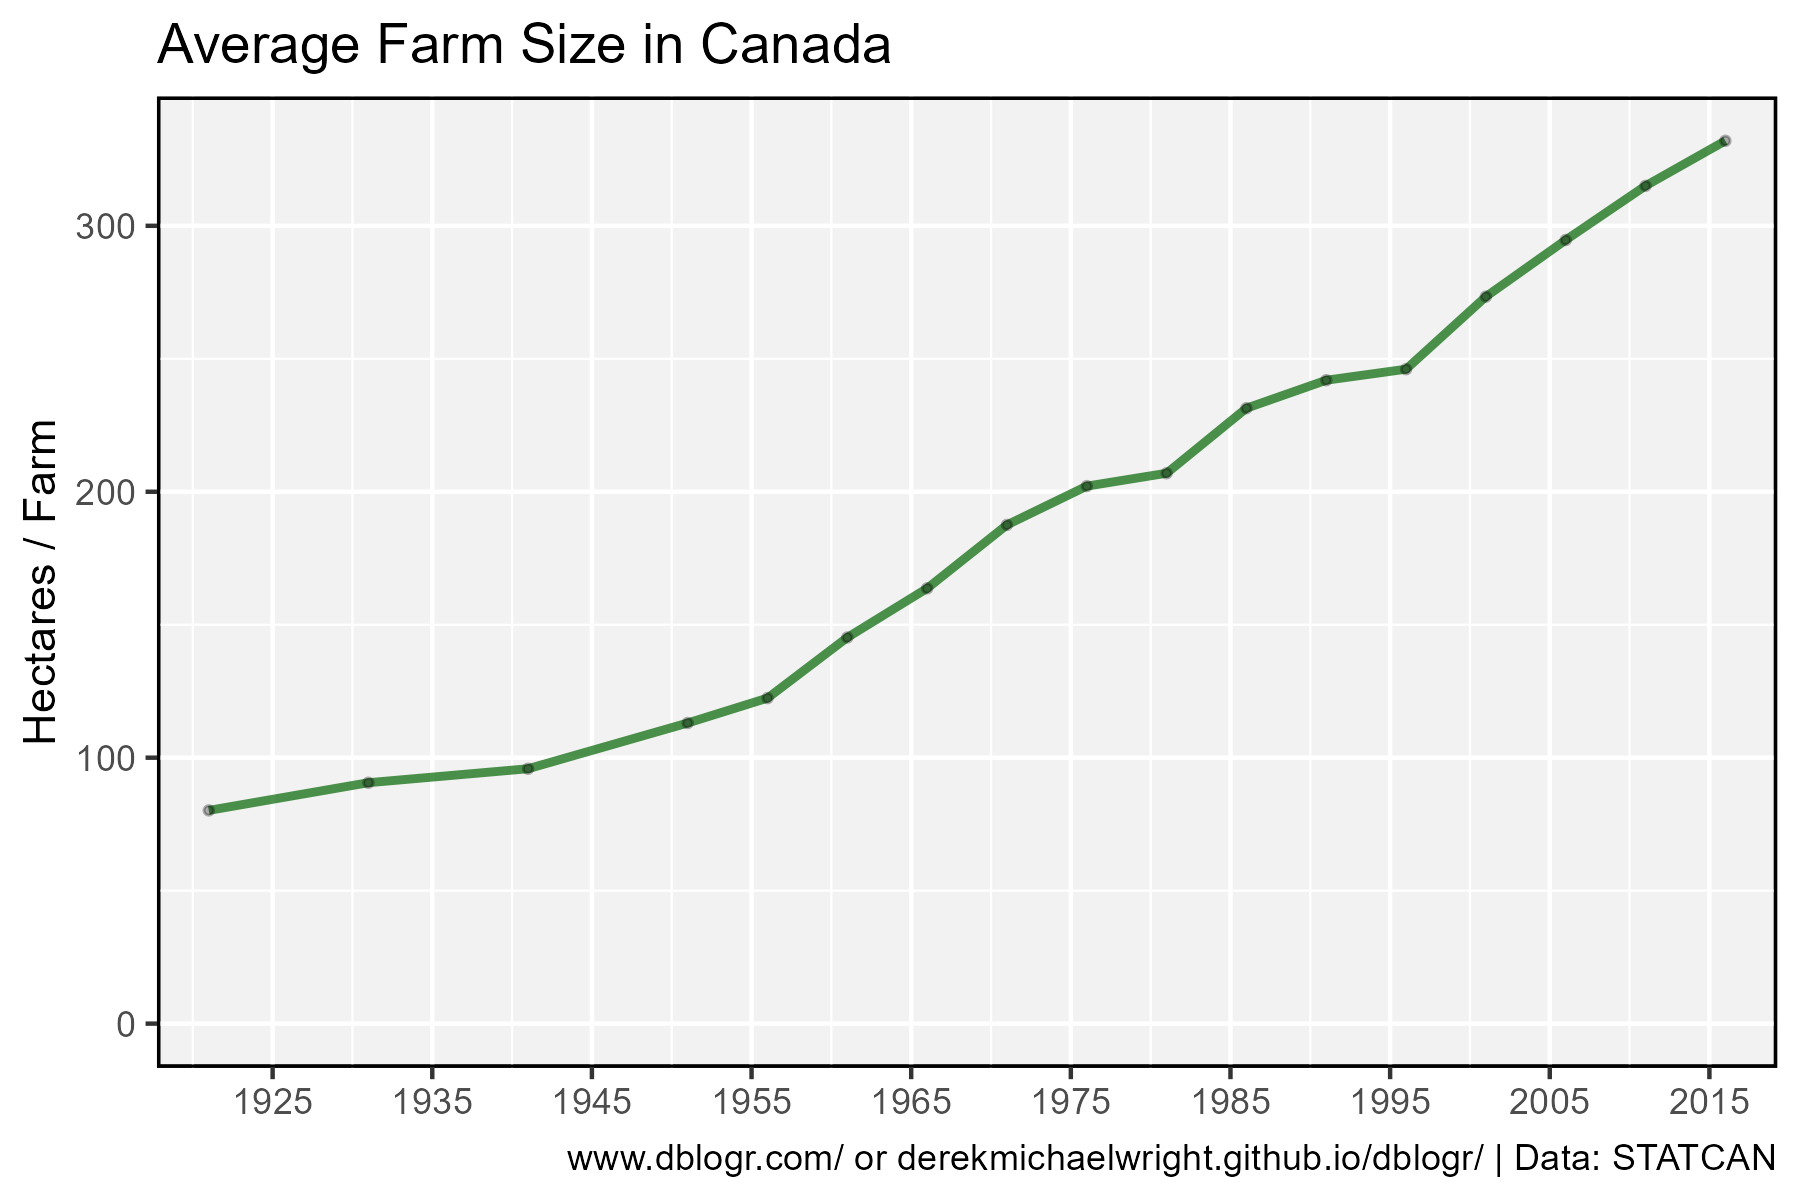 Average Farm Size in Canada
Hectares / Farm
300
200
100
0
1925 1935 1945 1955 1965 1975 1985 1995 2005 2015
www.dblogr.com/ or derekmichaelwright.github.io/dblogr/ | Data: STATCAN